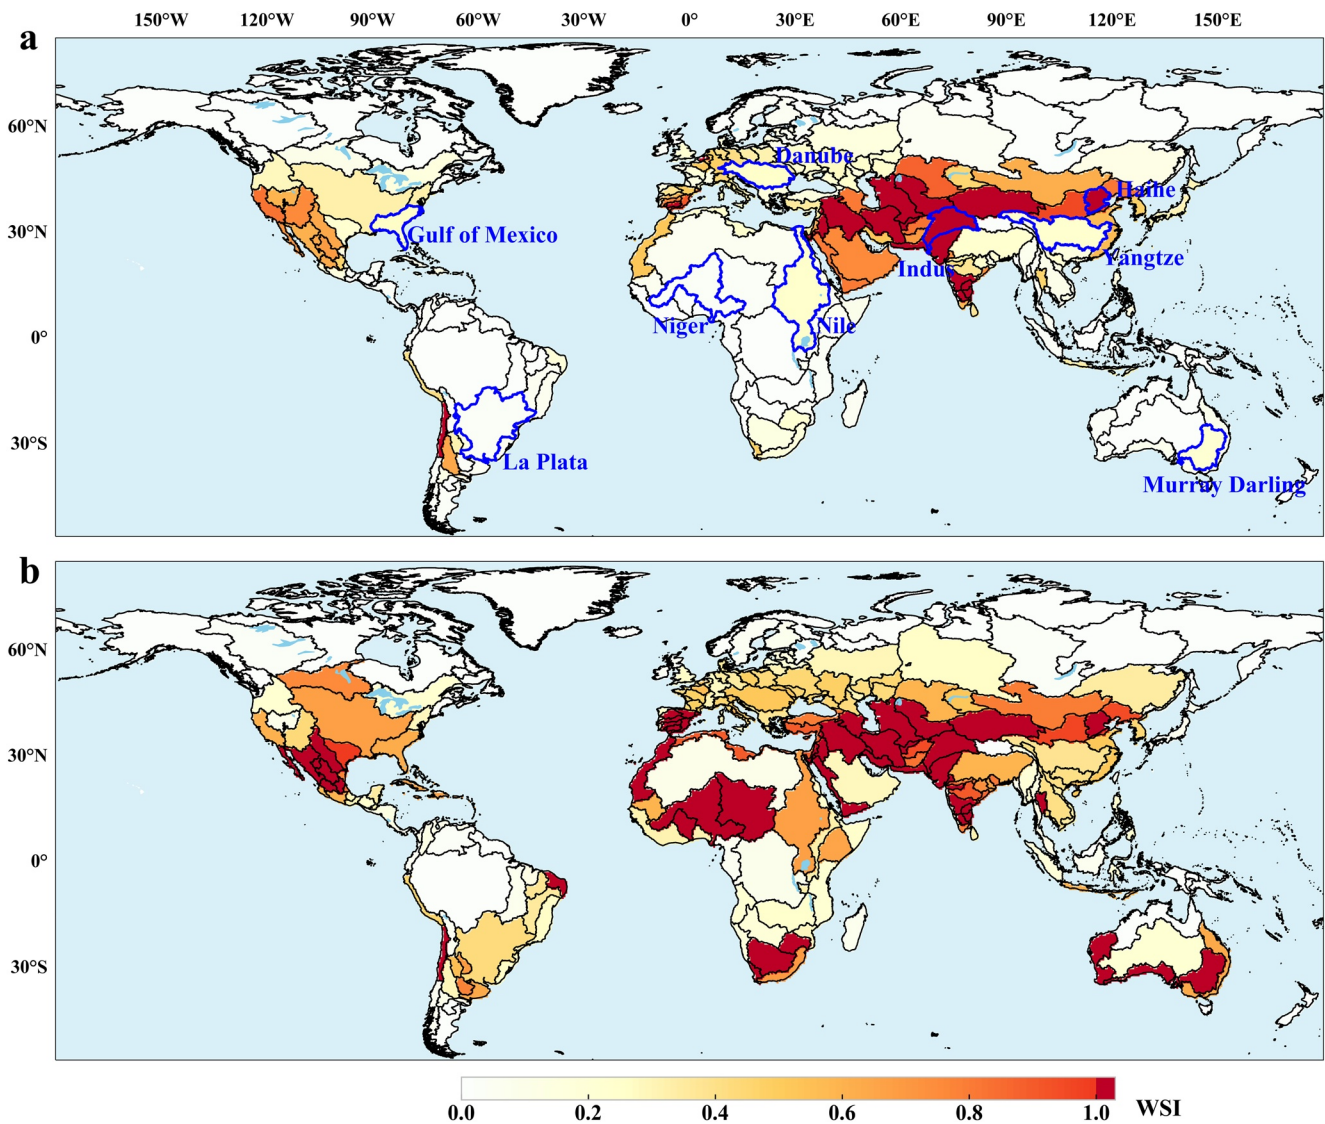 150°W 120°W 90°W 60°W 30°W 0° 30°E 60°E 90°E 120°E 150°E
a
60°N
Danube
Haihe
30°N
Gulf of Mexico
Yangtze
Indus
Niger
Nile
0°
30°S
La Plata
Murray Darling
b
60°N
30°N
0°
30°S
0.0 0.2 0.4 0.6 0.8 1.0 WSI